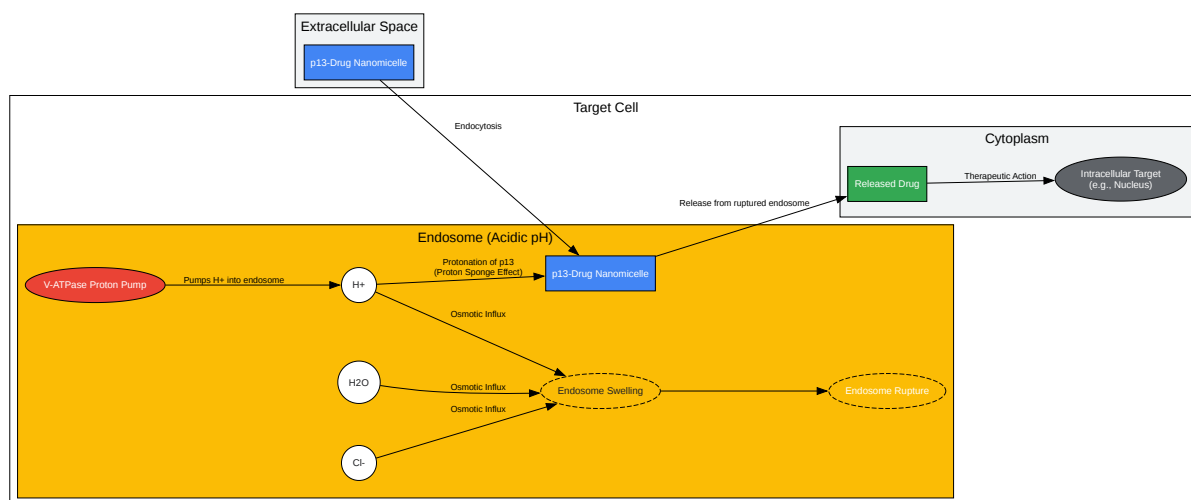 Extracellular Space
p13-Drug Nanomicelle
Target Cell
Endocytosis
Cytoplasm
Released Drug
Therapeutic Action
Intracellular Target
(e.g., Nucleus)
Release from ruptured endosome
Endosome (Acidic pH)
V-ATPase Proton Pump
Pumps H+ into endosome
H+
Protonation of p13
(Proton Sponge Effect)
p13-Drug Nanomicelle
Osmotic Influx
H2O
Osmotic Influx
Endosome Swelling
Endosome Rupture
Osmotic Influx
Cl-